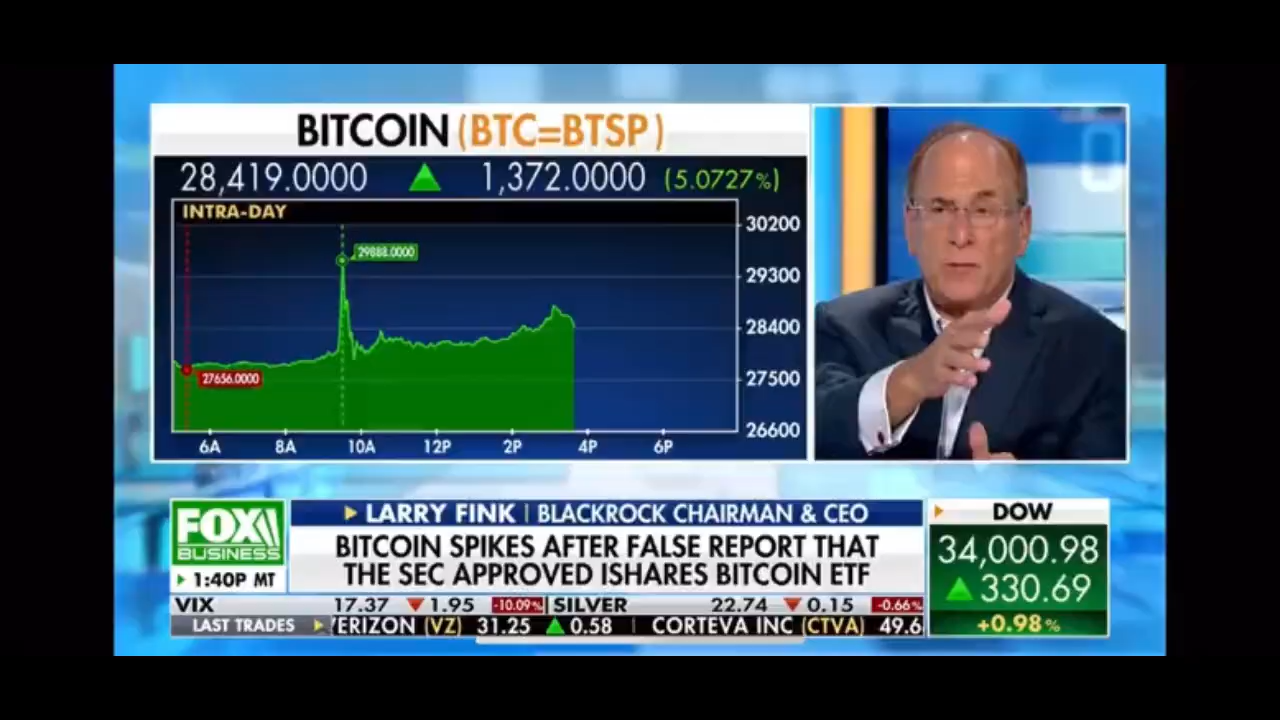 BITCOIN (BTC=BTSP)
28,419.0000 1,372.0000 (5.0727%)
INTRA-DAY
30200
29888.0000
29300
28400
27656.0000
27500
26600
6A 8A 10A 12P 2P 4P 6P
FOX
BUSINESS
1:40P MT
LARRY FINK | BLACKROCK CHAIRMAN & CEO
BITCOIN SPIKES AFTER FALSE REPORT THAT
THE SEC APPROVED ISHARES BITCOIN ETF
DOW
34,000.98
330.69
+0.98%
VIX 17.37 1.95 -10.09% SILVER 22.74 0.15 -0.66%
LAST TRADES VERIZON (VZ) 31.25 0.58 | CORTEVA INC (CTVA) 49.6